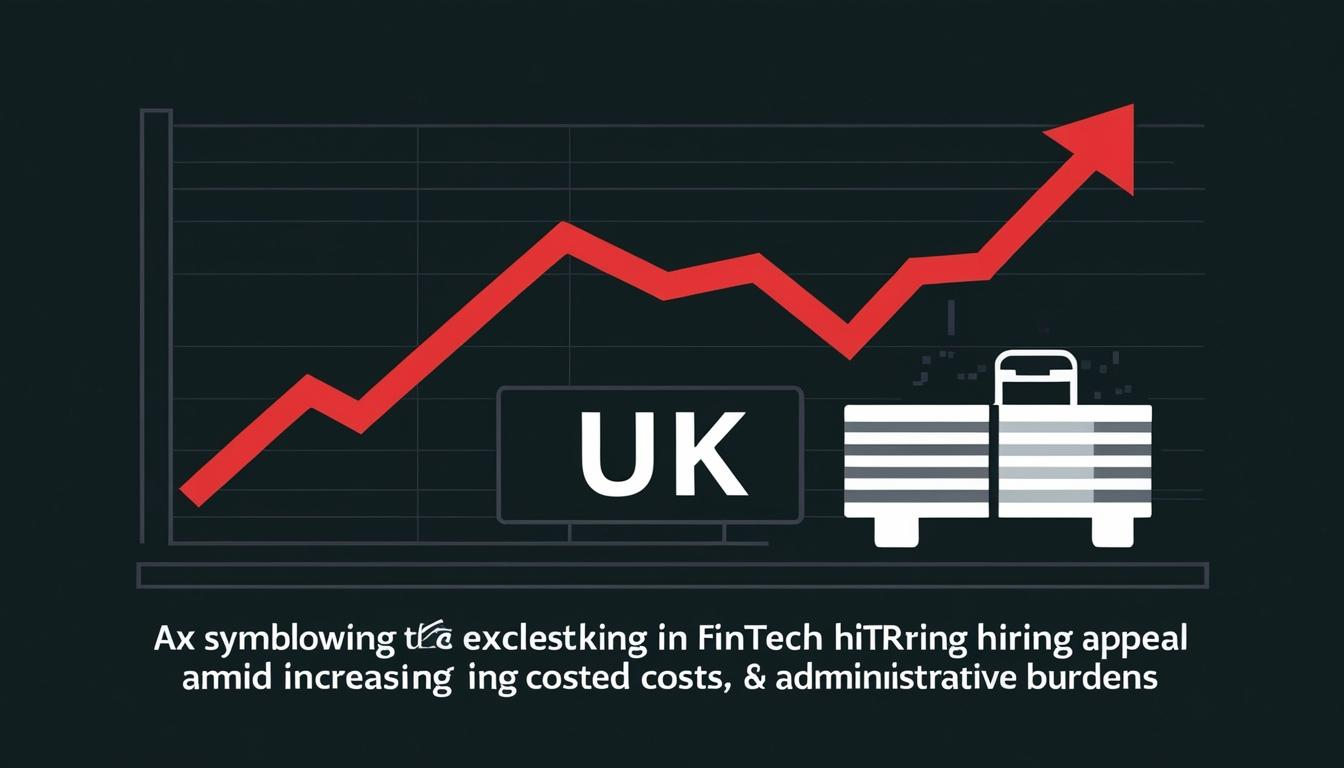 UK
Ax symblowing exclestking in FinTech hiTRring hiring appeal
amid increasing ing costed costs, & administrative burdens